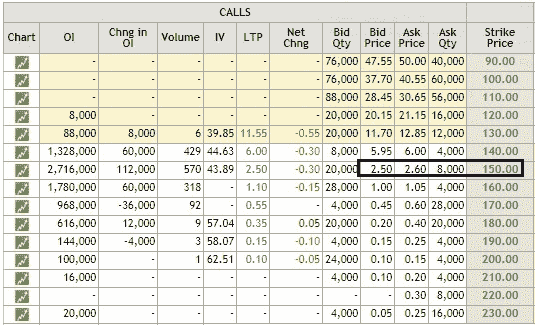 CALLS
Chart OI Chng in OI Volume IV LTP Net Chng Bid Qty Bid Price Ask Price Ask Qty Strike Price
- - - - - - 76,000 47.55 50.00 40,000 90.00
- - - - - - 76,000 37.70 40.55 60,000 100.00
- - - - - - 88,000 28.45 30.65 56,000 110.00
8,000 - - - - - 20,000 20.15 21.15 16,000 120.00
88,000 8,000 6 39.85 11.55 -0.55 20,000 11.70 12.85 12,000 130.00
1,328,000 60,000 429 44.63 6.00 -0.30 8,000 5.95 6.00 4,000 140.00
2,716,000 112,000 570 43.89 2.50 -0.30 20,000 2.50 2.60 8,000 150.00
1,780,000 60,000 318 - 1.10 -0.15 28,000 1.00 1.05 4,000 160.00
968,000 -36,000 92 - 0.55 - 4,000 0.45 0.60 28,000 170.00
616,000 12,000 9 57.04 0.35 0.05 20,000 0.20 0.40 20,000 180.00
144,000 -4,000 3 58.07 0.15 -0.10 4,000 0.15 0.25 4,000 190.00
100,000 - 1 62.51 0.10 -0.05 24,000 0.10 0.15 4,000 200.00
16,000 - - - - - 4,000 0.10 0.20 4,000 210.00
- - - - - - - - 0.30 8,000 220.00
20,000 - - - - - 4,000 0.05 0.25 16,000 230.00